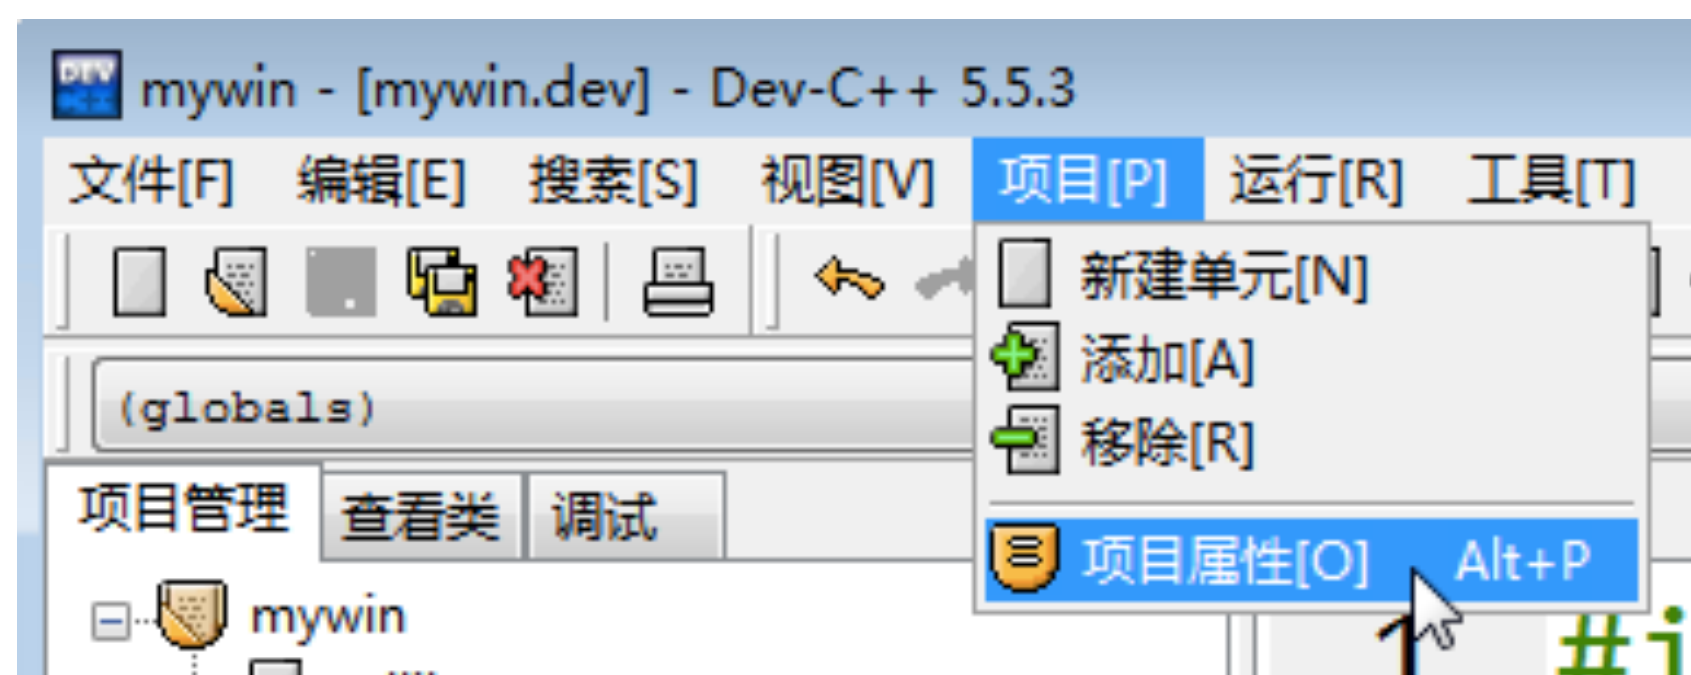 mywin - [mywin.dev] - Dev-C++ 5.5.3
文件[F] 编辑[E] 搜索[S] 视图[V] 项目[P] 运行[R] 工具[T]
新建单元[N]
添加[A]
(globals)
移除[R]
项目管理 查看类 调试
项目属性[O] Alt+P
mywin
1 #i